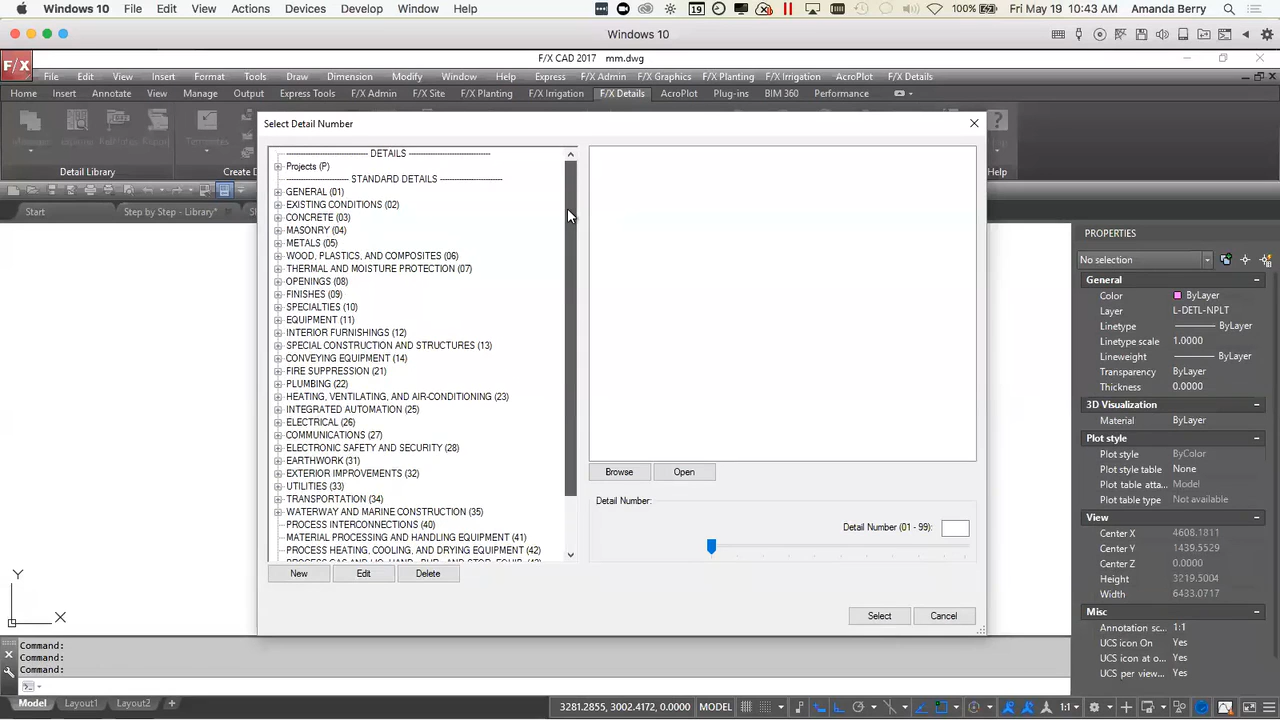 Windows 10 File Edit View Actions Devices Develop Window Help 19 100% Fri May 19 10:43 AM Amanda Berry
Windows 10
F/X CAD 2017 mm.dwg
F/X
File Edit View Insert Format Tools Draw Dimension Modify Window Help Express F/X Admin F/X Graphics F/X Planting F/X Irrigation AcroPlot F/X Details
Home Insert Annotate View Manage Output Express Tools F/X Admin F/X Site F/X Planting F/X Irrigation F/X Details AcroPlot Plug-ins BIM 360 Performance
Detail Library
Help
Start Step by Step - Library*
Select Detail Number
DETAILS
Projects (P)
STANDARD DETAILS
GENERAL (01)
EXISTING CONDITIONS (02)
CONCRETE (03)
MASONRY (04)
METALS (05)
WOOD, PLASTICS, AND COMPOSITES (06)
THERMAL AND MOISTURE PROTECTION (07)
OPENINGS (08)
FINISHES (09)
SPECIALTIES (10)
EQUIPMENT (11)
INTERIOR FURNISHINGS (12)
SPECIAL CONSTRUCTION AND STRUCTURES (13)
CONVEYING EQUIPMENT (14)
FIRE SUPPRESSION (21)
PLUMBING (22)
HEATING, VENTILATING, AND AIR-CONDITIONING (23)
INTEGRATED AUTOMATION (25)
ELECTRICAL (26)
COMMUNICATIONS (27)
ELECTRONIC SAFETY AND SECURITY (28)
EARTHWORK (31)
EXTERIOR IMPROVEMENTS (32)
UTILITIES (33)
TRANSPORTATION (34)
WATERWAY AND MARINE CONSTRUCTION (35)
PROCESS INTERCONNECTIONS (40)
MATERIAL PROCESSING AND HANDLING EQUIPMENT (41)
PROCESS HEATING, COOLING, AND DRYING EQUIPMENT (42)
New Edit Delete
Browse Open
Detail Number:
Detail Number (01 - 99):
Select Cancel
PROPERTIES
No selection
General
Color ByLayer
Layer L-DETL-NPLT
Linetype ByLayer
Linetype scale 1.0000
Lineweight ByLayer
Transparency ByLayer
Thickness 0.0000
3D Visualization
Material ByLayer
Plot style
Plot style ByColor
Plot style table None
Plot table atta... Model
Plot table type Not available
View
Center X 4608.1811
Center Y 1439.5529
Center Z 0.0000
Height 3219.5004
Width 6433.0717
Misc
Annotation sc... 1:1
UCS icon On Yes
UCS icon at o... Yes
UCS per view... Yes
Y
X
Command:
Command:
Command:
Model Layout1 Layout2 +
3281.2855, 3002.4172, 0.0000 MODEL 1:1